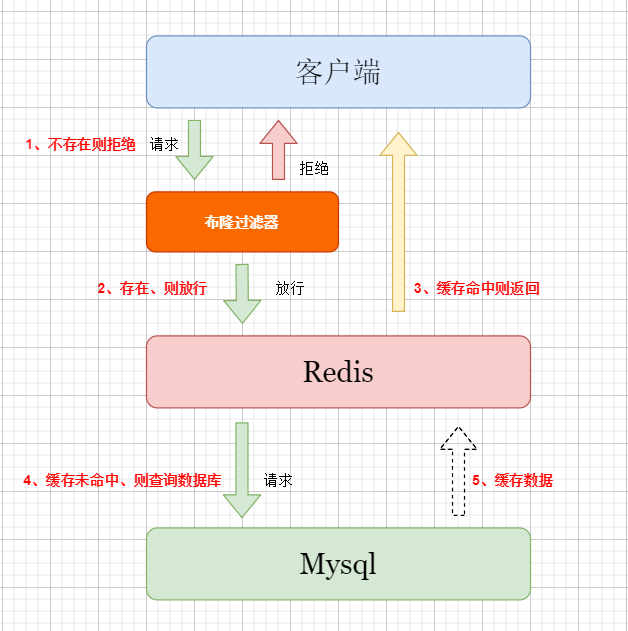 客户端
1、不存在则拒绝
请求
拒绝
布隆过滤器
2、存在、则放行
放行
3、缓存命中则返回
Redis
4、缓存未命中、则查询数据库
请求
5、缓存数据
Mysql